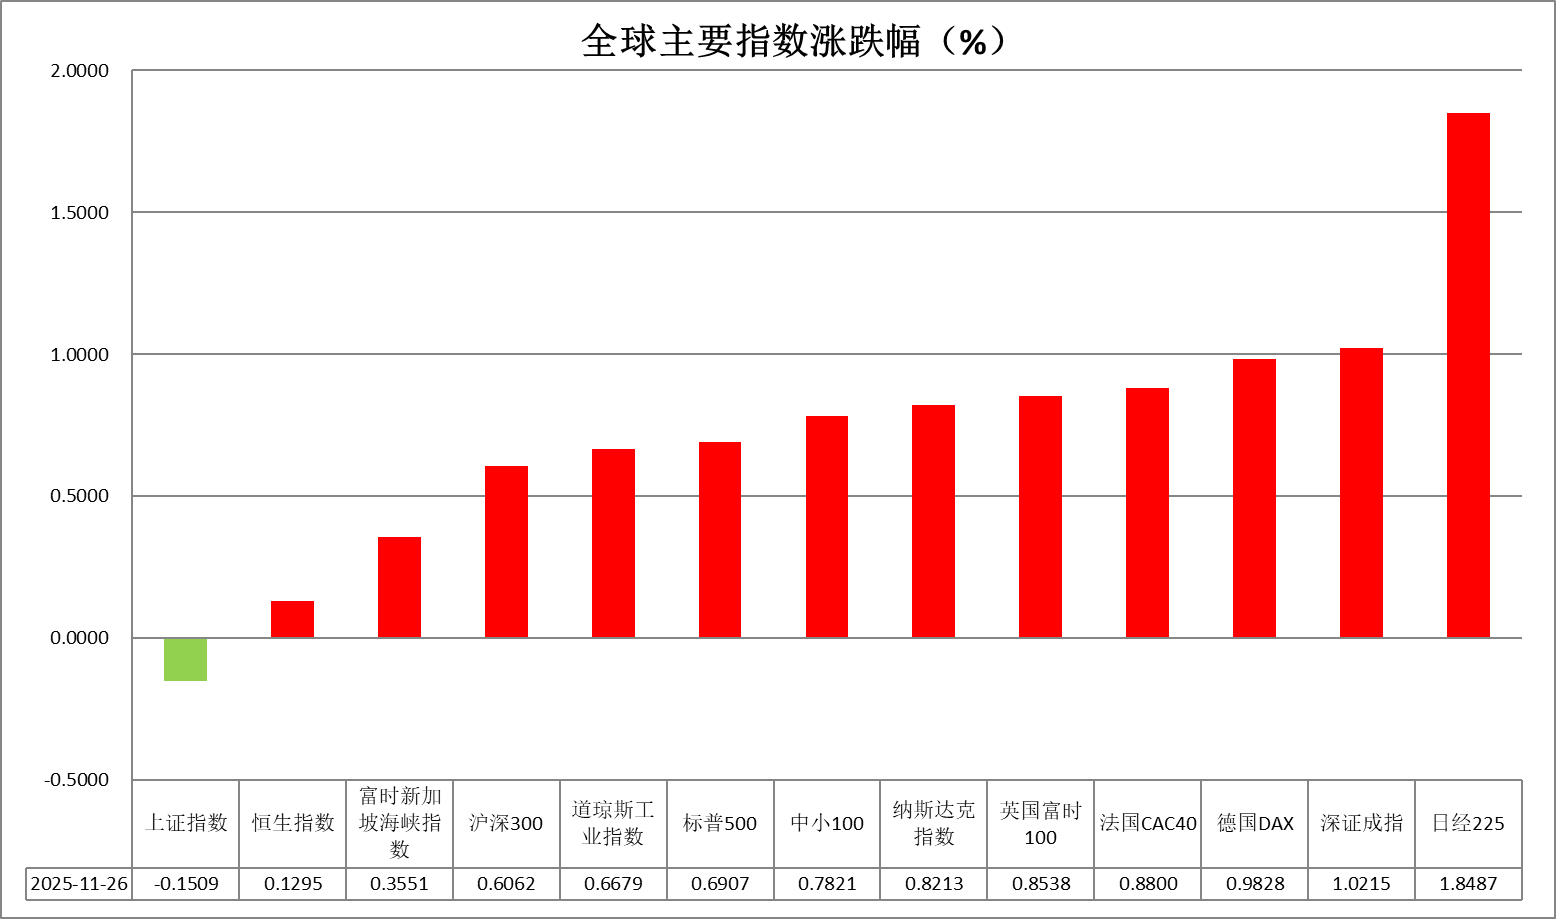 全球主要指数涨跌幅（%）
2.0000
1.5000
1.0000
0.5000
0.0000
-0.5000
上证指数
恒生指数
富时新加
坡海峡指
数
沪深300
道琼斯工
业指数
标普500
中小100
纳斯达克
指数
英国富时
100
法国CAC40
德国DAX
深证成指
日经225
2025-11-26 -0.1509 0.1295 0.3551 0.6062 0.6679 0.6907 0.7821 0.8213 0.8538 0.8800 0.9828 1.0215 1.8487